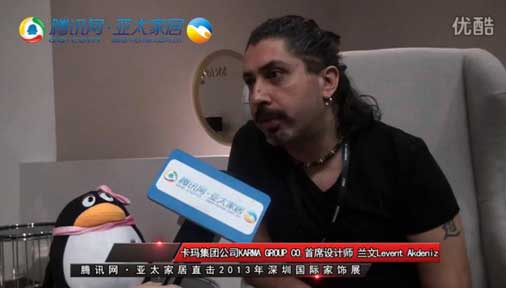 腾讯网·亚太家居
优酷
腾讯网·亚太家居
卡玛集团公司KARMA GROUP CO 首席设计师 兰文Levent Akdeniz
腾讯网·亚太家居直击2013年深圳国际家饰展